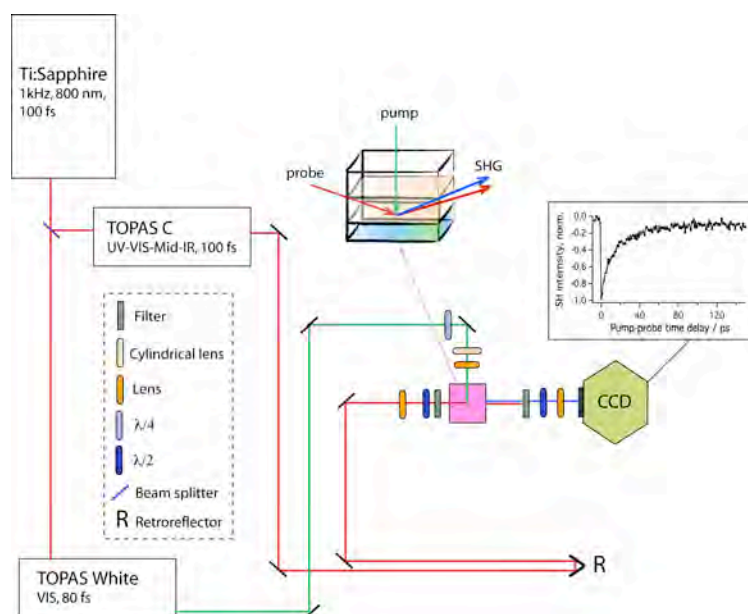 Ti:Sapphire
1kHz, 800 nm,
100 fs
pump
probe
SHG
TOPAS C
UV-VIS-Mid-IR, 100 fs
Filter
Cylindrical lens
Lens
λ/4
λ/2
Beam splitter
R Retroreflector
SH intensity, norm.
0.0
-0.2
-0.4
-0.6
-0.8
-1.0
0 40 80 120
Pump-probe time delay / ps
CCD
R
TOPAS White
VIS, 80 fs